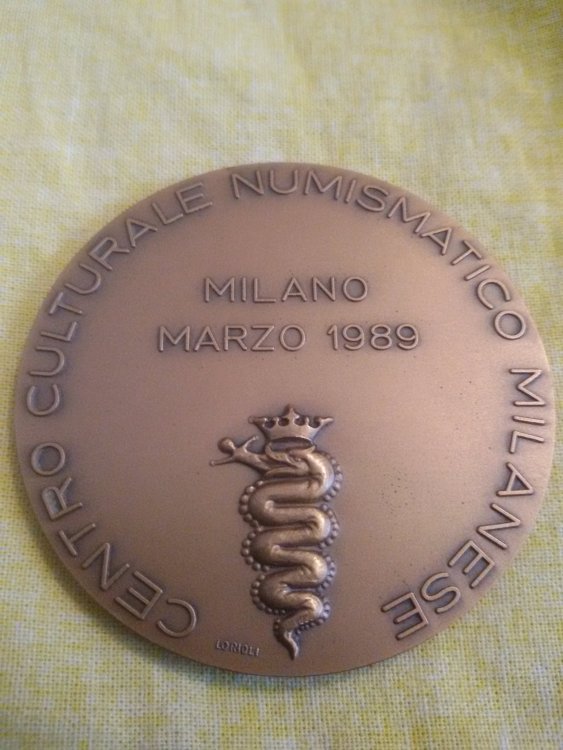 CENTRO CULTURALE NUMISMATICO MILANESE
MILANO
MARZO 1989